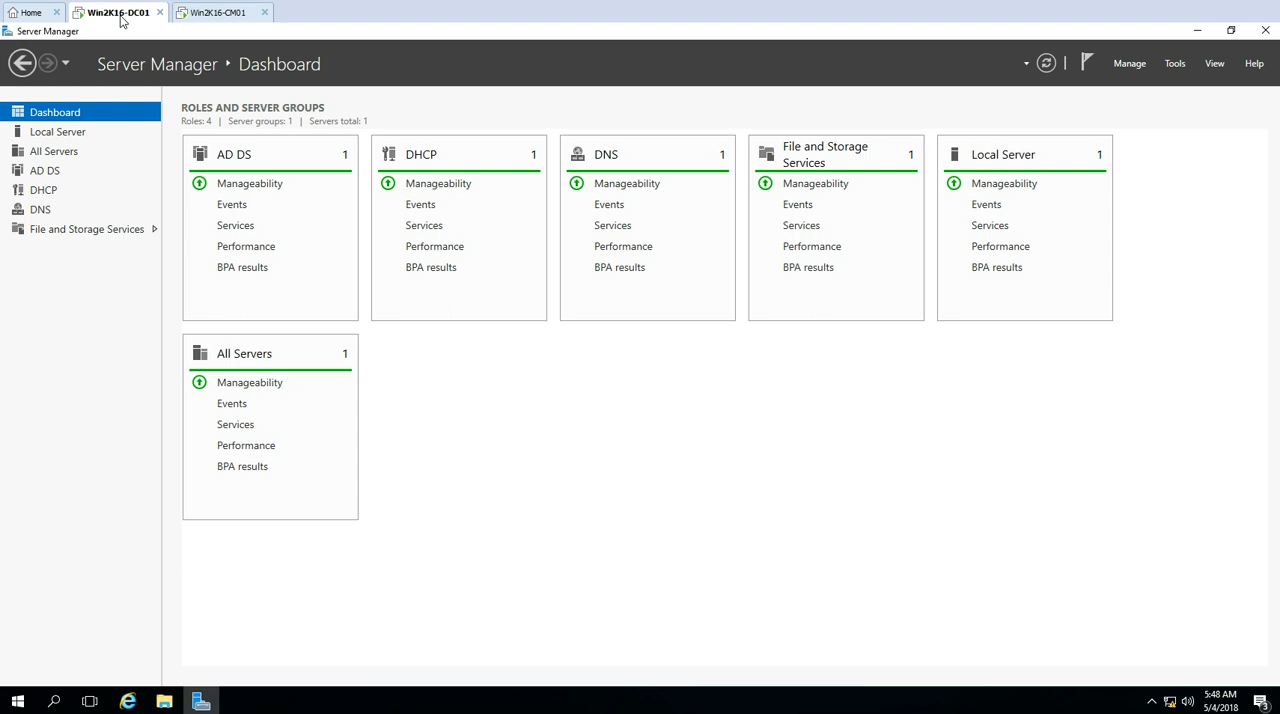 Home
Win2K16-DC01
Win2K16-CM01
Server Manager
Server Manager
Dashboard
Manage
Tools
View
Help
Dashboard
Local Server
All Servers
AD DS
DHCP
DNS
File and Storage Services
ROLES AND SERVER GROUPS
Roles: 4 | Server groups: 1 | Servers total: 1
AD DS 1
Manageability
Events
Services
Performance
BPA results
DHCP 1
Manageability
Events
Services
Performance
BPA results
DNS 1
Manageability
Events
Services
Performance
BPA results
File and Storage
Services 1
Manageability
Events
Services
Performance
BPA results
Local Server 1
Manageability
Events
Services
Performance
BPA results
All Servers 1
Manageability
Events
Services
Performance
BPA results
5:48 AM
5/4/2018
3